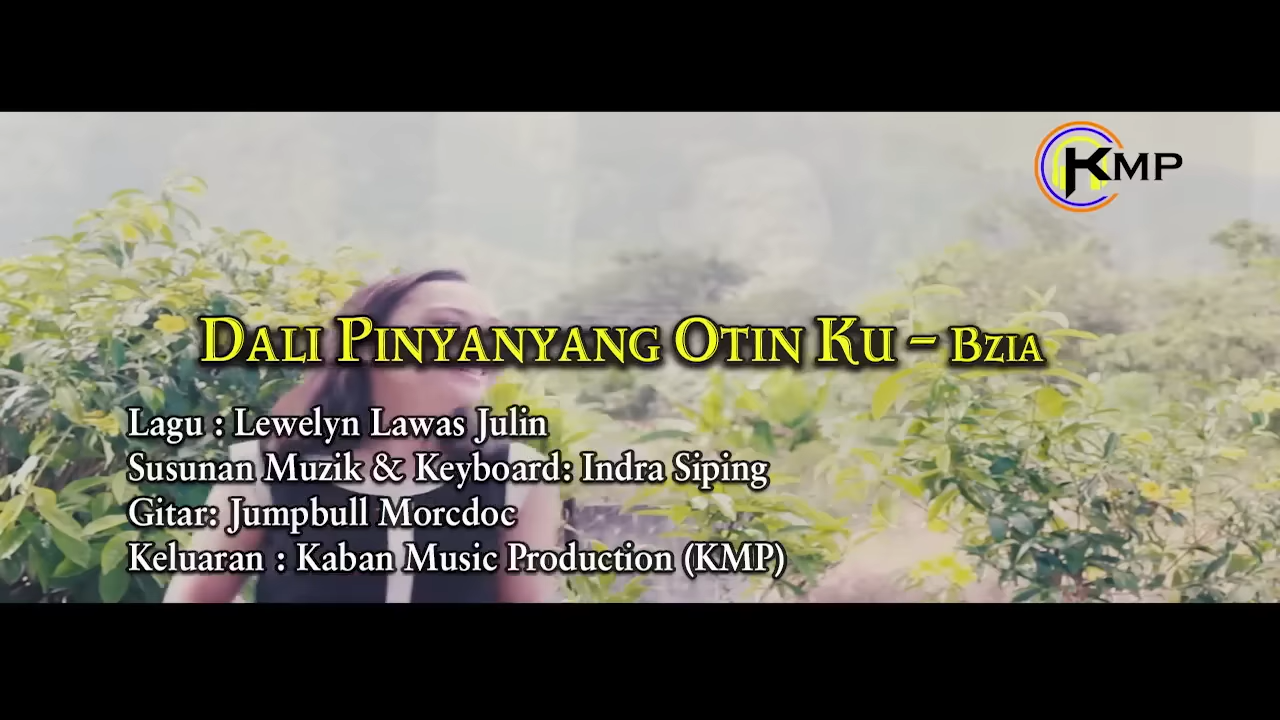 KMP
Dali Pinyanyang Otin Ku - Bzia
Lagu : Lewelyn Lawas Julin
Susunan Muzik & Keyboard: Indra Siping
Gitar: Jumpbull Morcdoc
Keluaran : Kaban Music Production (KMP)